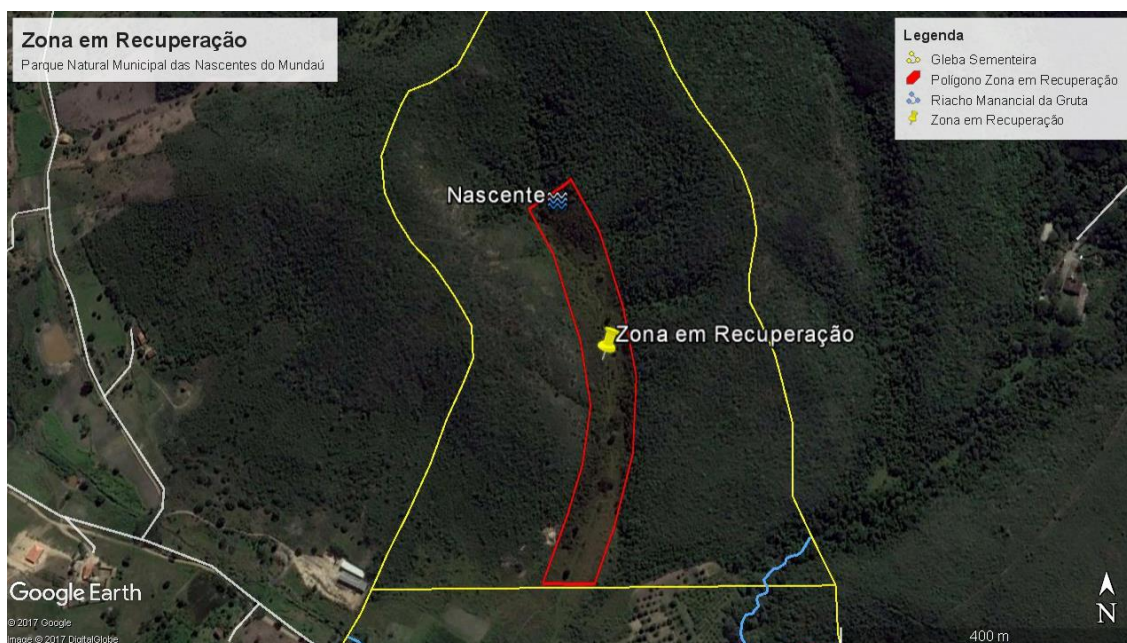 Zona em Recuperação
Parque Natural Municipal das Nascentes do Mundaú
Legenda
Gleba Sementeira
Polígono Zona em Recuperação
Riacho Manancial da Gruta
Zona em Recuperação
Nascente
Zona em Recuperação
Google Earth
© 2017 Google
Image © 2017 DigitalGlobe
400 m
N